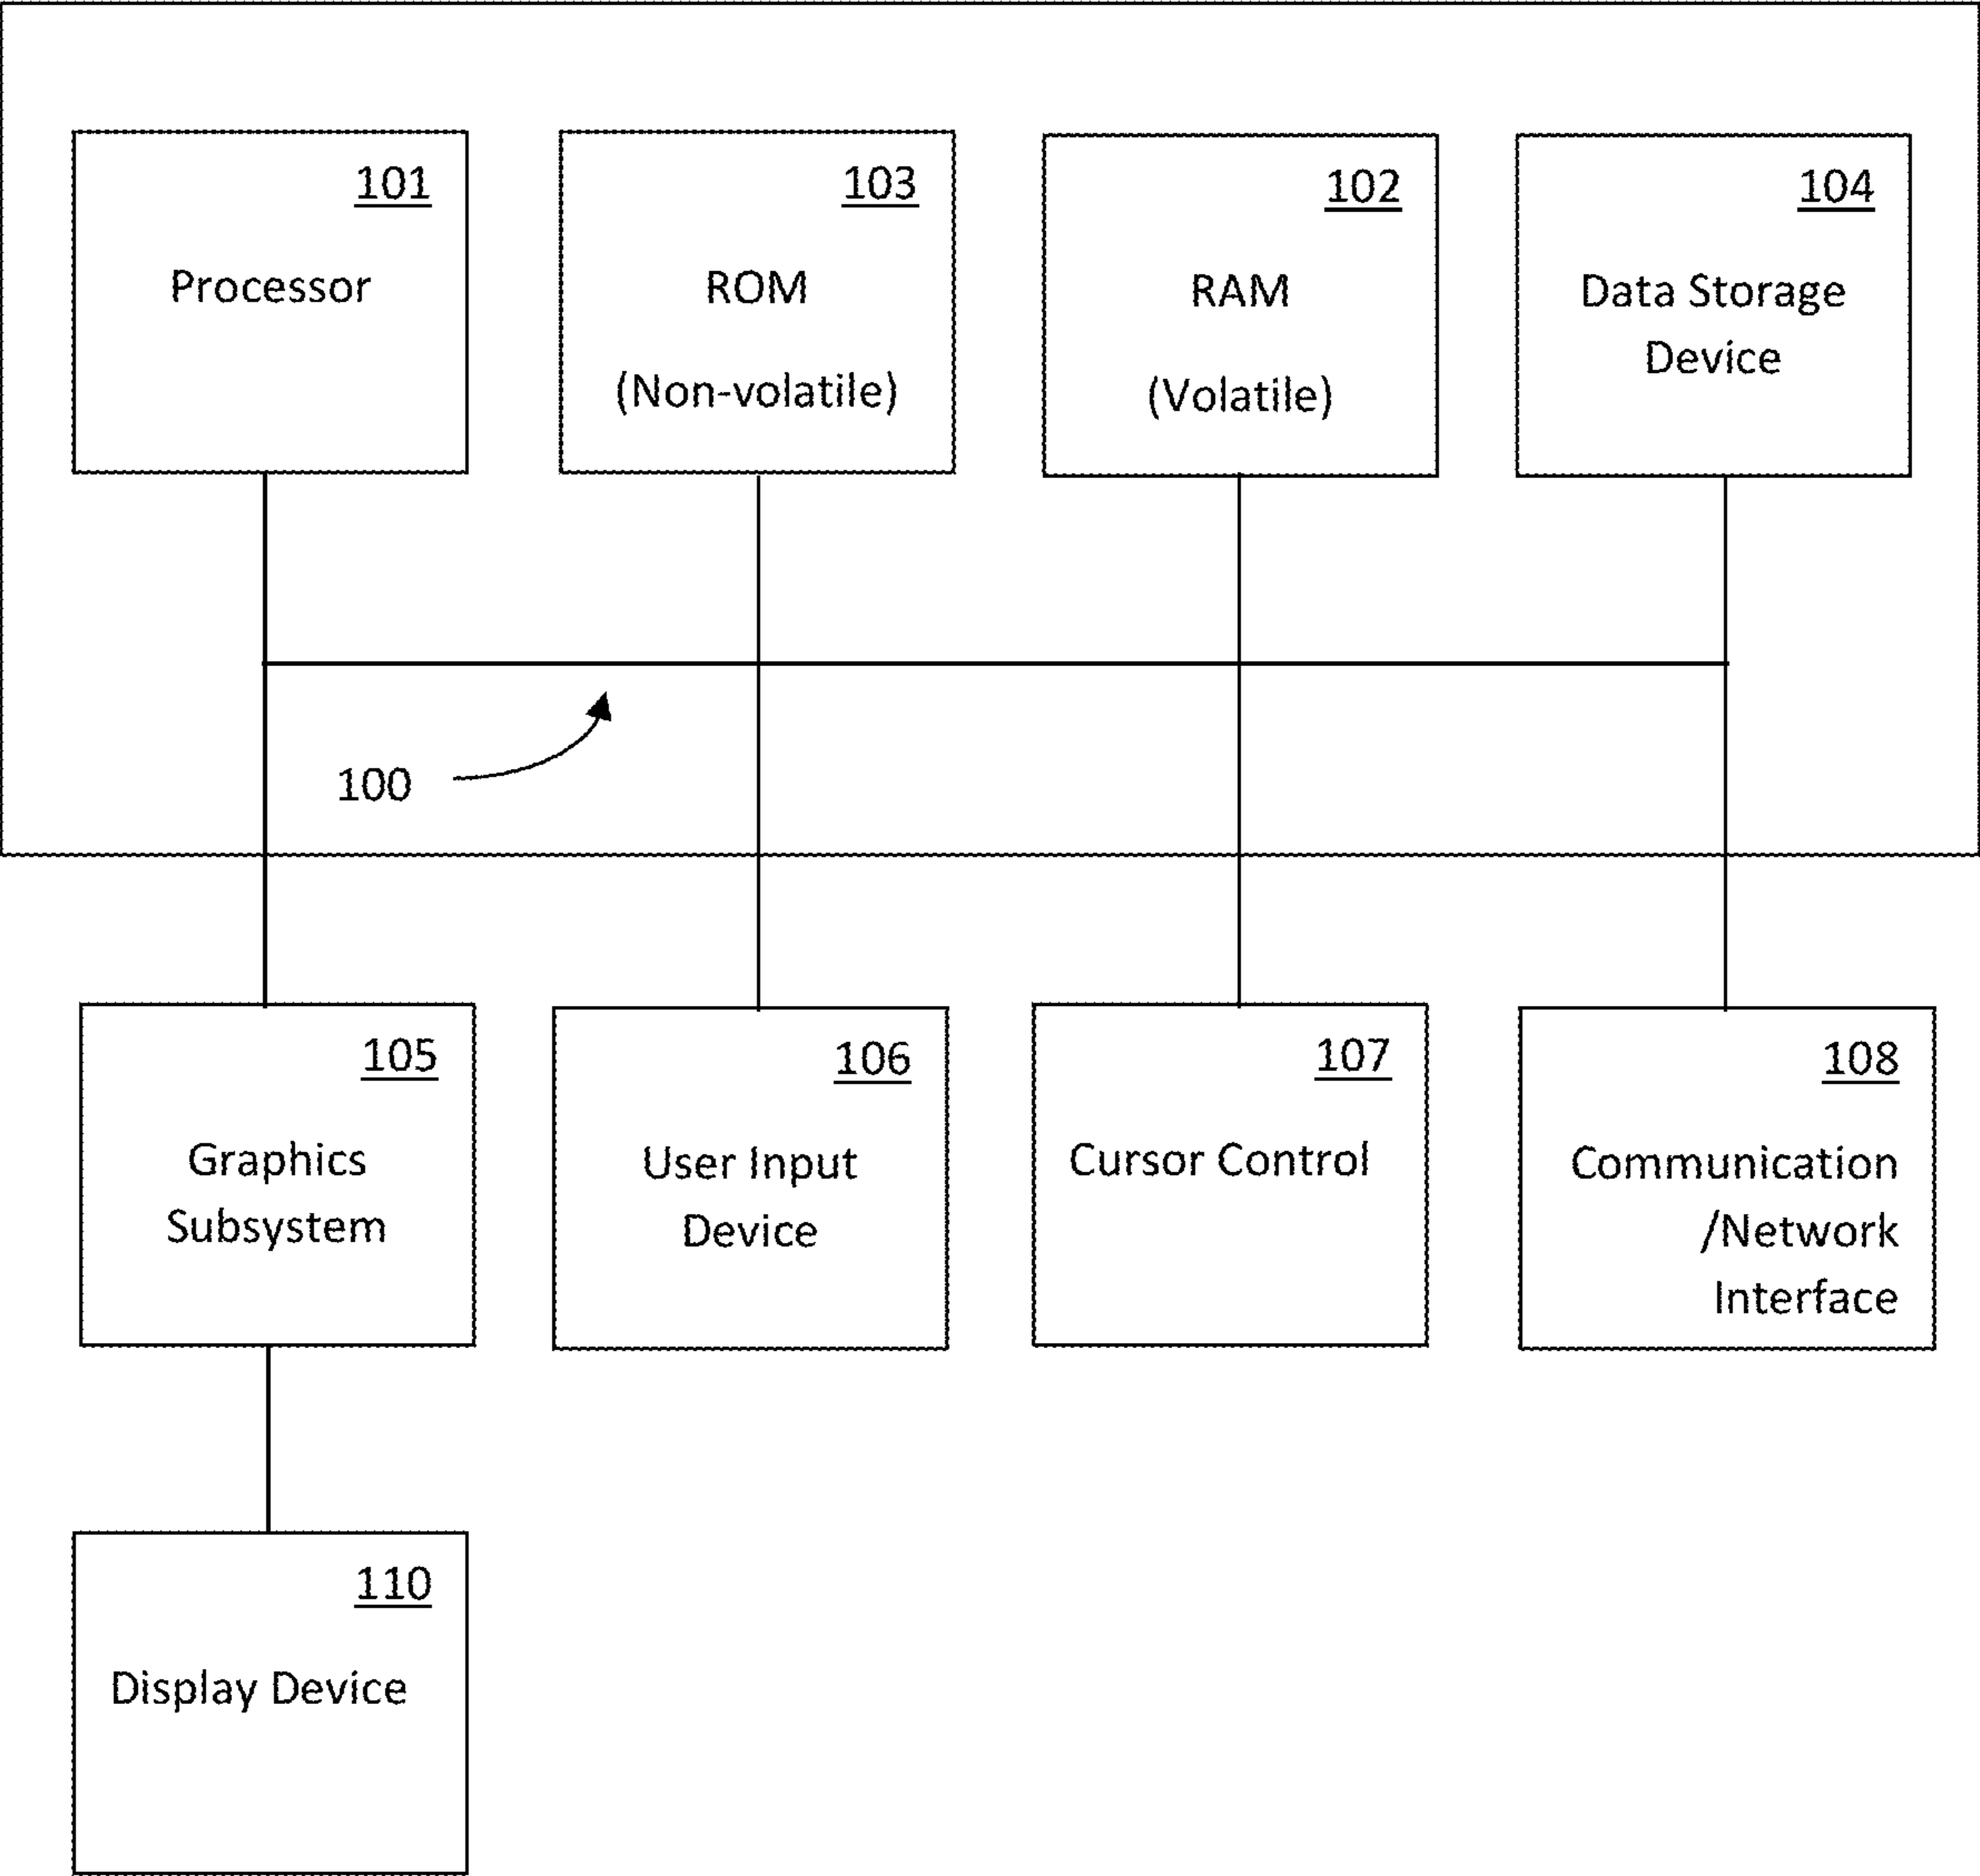 101
Processor
103
ROM
(Non-volatile)
102
RAM
(Volatile)
104
Data Storage
Device
100
105
Graphics
Subsystem
106
User Input
Device
107
Cursor Control
108
Communication
/Network
Interface
110
Display Device